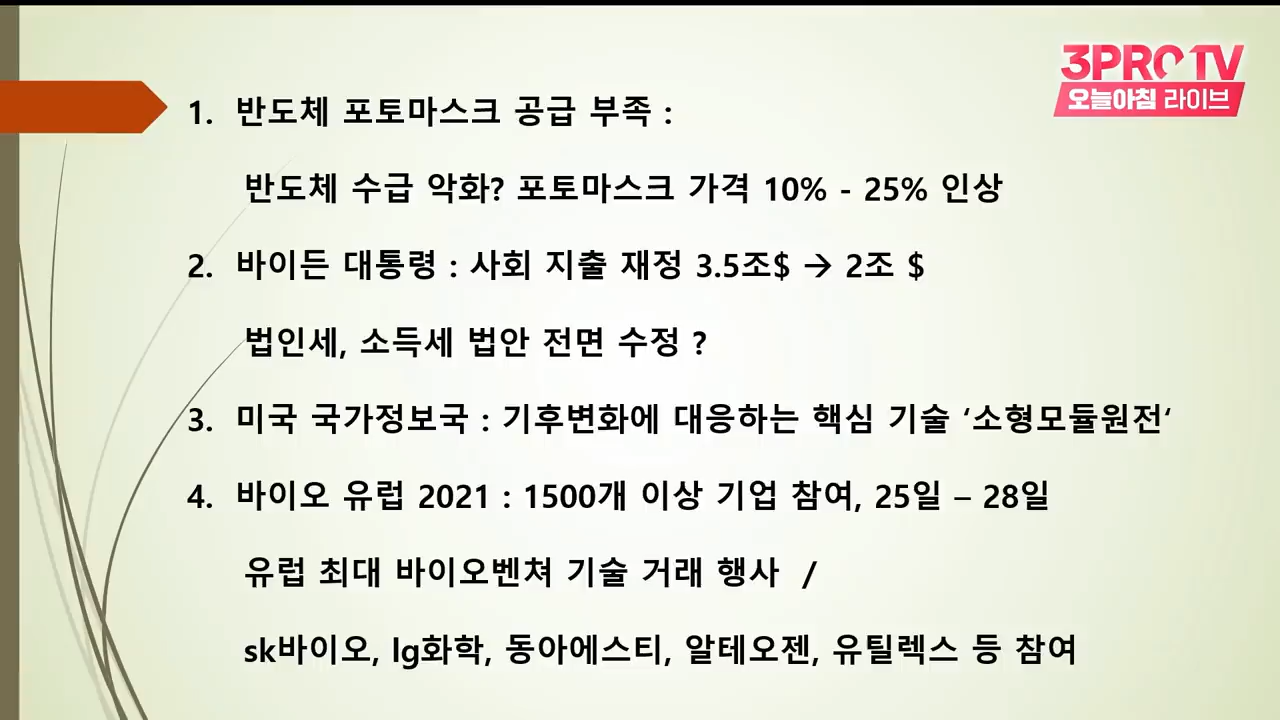 3PROTV
오늘아침 라이브
1. 반도체 포토마스크 공급 부족 :
반도체 수급 악화? 포토마스크 가격 10% - 25% 인상
2. 바이든 대통령 : 사회 지출 재정 3.5조$ → 2조 $
법인세, 소득세 법안 전면 수정 ?
3. 미국 국가정보국 : 기후변화에 대응하는 핵심 기술 ‘소형모듈원전‘
4. 바이오 유럽 2021 : 1500개 이상 기업 참여, 25일 – 28일
유럽 최대 바이오벤쳐 기술 거래 행사 /
sk바이오, lg화학, 동아에스티, 알테오젠, 유틸렉스 등 참여